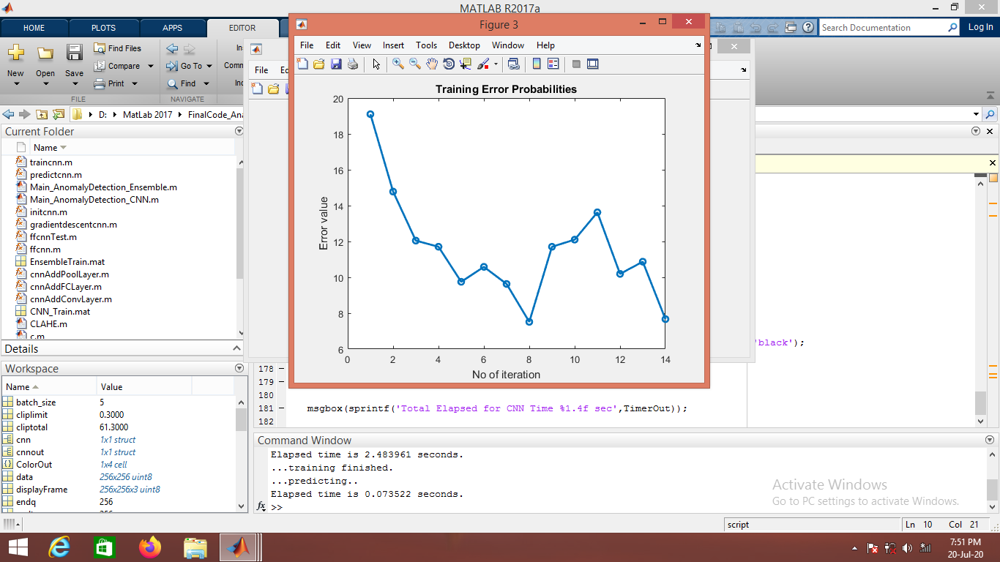 MATLAB R2017a
HOME PLOTS APPS EDITOR
Search Documentation
Log In
New Open Save
Find Files
Compare
Print
Go To
Find
FILE NAVIGATE
D: MatLab 2017 FinalCode_Ana
Current Folder
Name
traincnn.m
predictcnn.m
Main_AnomalyDetection_Ensemble.m
Main_AnomalyDetection_CNN.m
initcnn.m
gradientdescentcnn.m
ffcnnTest.m
ffcnn.m
EnsembleTrain.mat
cnnAddPoolLayer.m
cnnAddFCLayer.m
cnnAddConvLayer.m
CNN_Train.mat
CLAHE.m
c.m
Details
Workspace
Name Value
batch_size 5
cliplimit 0.3000
cliptotal 61.3000
cnn 1x1 struct
cnnout 1x1 struct
ColorOut 1x4 cell
data 256x256 uint8
displayFrame 256x256x3 uint8
endq 256
File
Figure 3
File Edit View Insert Tools Desktop Window Help
Training Error Probabilities
Error value
20
18
16
14
12
10
8
6
0 2 4 6 8 10 12 14
No of iteration
'black');
178 –
179 –
180
181 – msgbox(sprintf('Total Elapsed for CNN Time %1.4f sec',TimerOut));
182
Command Window
Elapsed time is 2.483961 seconds.
...training finished.
...predicting..
Elapsed time is 0.073522 seconds.
fx >>
Activate Windows
Go to PC settings to activate Windows.
script
Ln 10 Col 21
7:51 PM
20-Jul-20